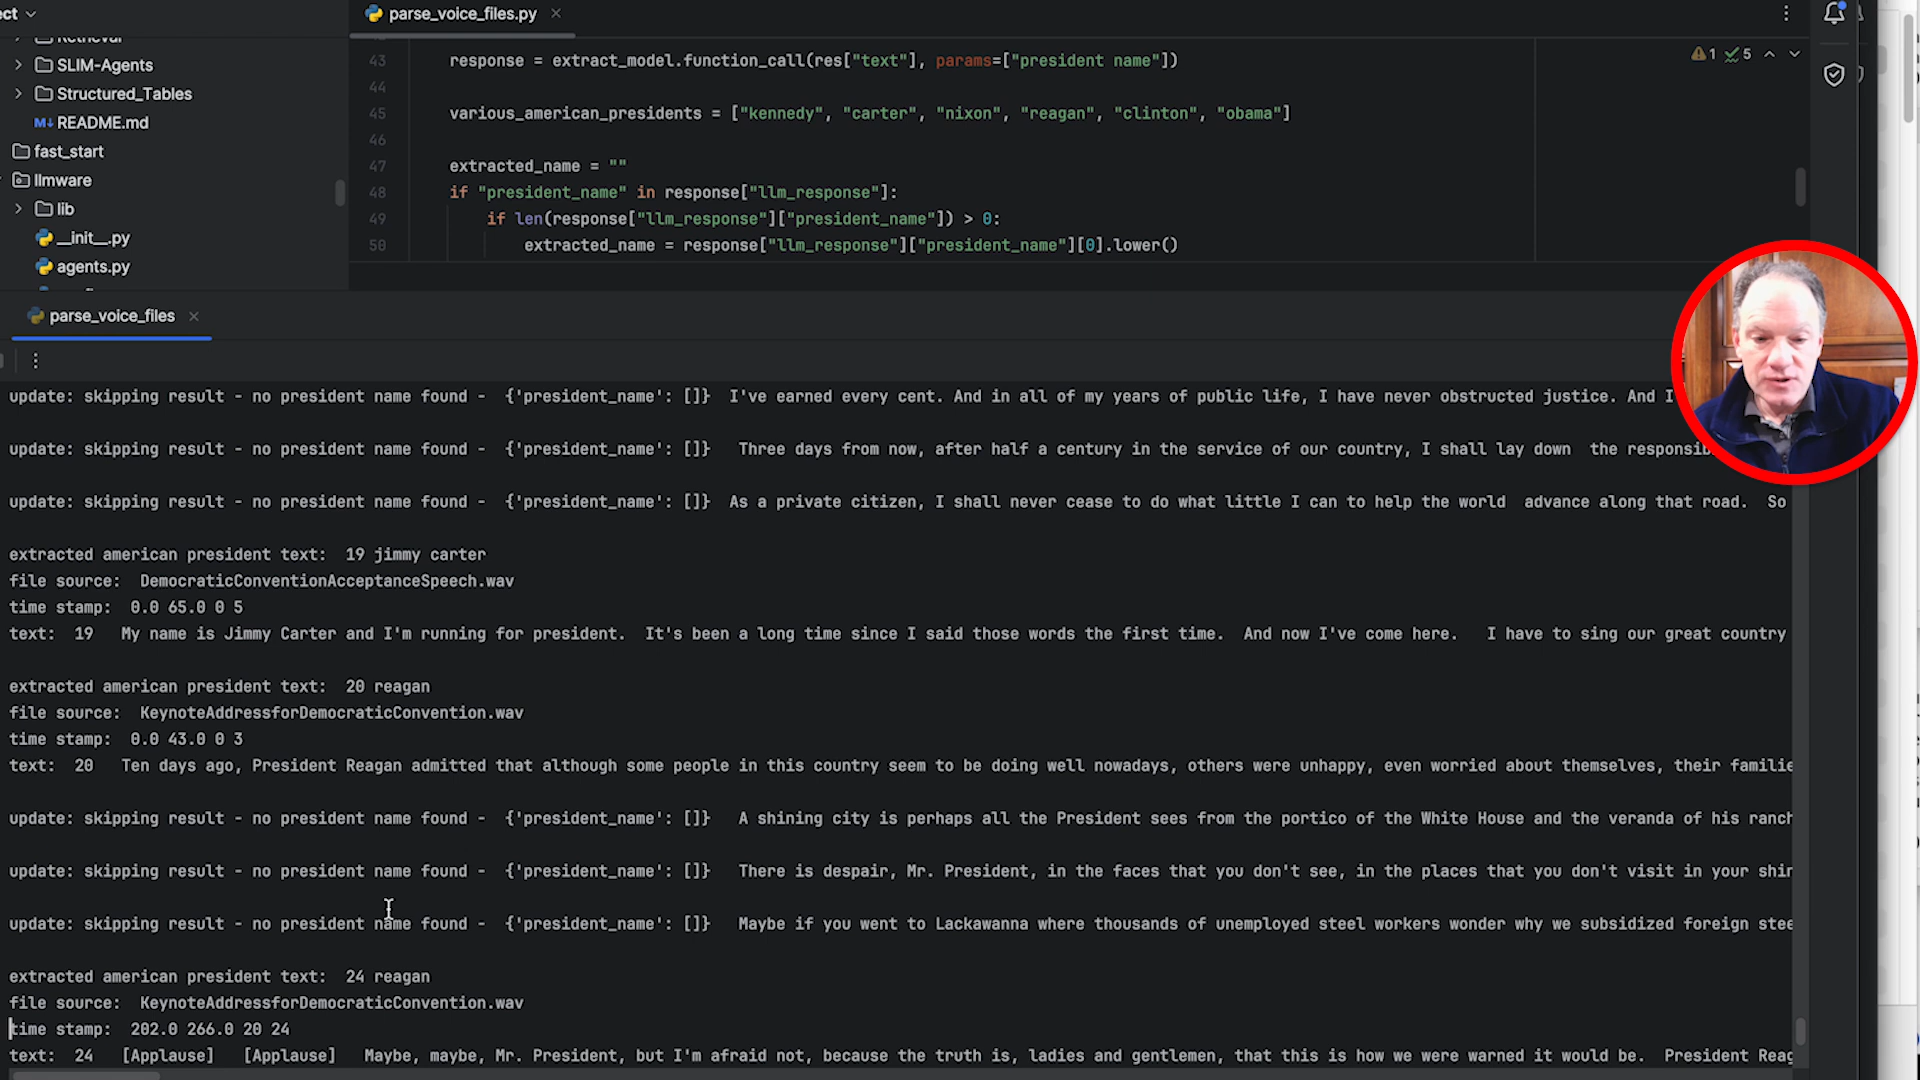 ect
parse_voice_files.py
Retrieval
SLIM-Agents
Structured_Tables
M↓ README.md
fast_start
llmware
lib
__init__.py
agents.py
43 response = extract_model.function_call(res["text"], params=["president name"])
44
45 various_american_presidents = ["kennedy", "carter", "nixon", "reagan", "clinton", "obama"]
46
47 extracted_name = ""
48 if "president_name" in response["llm_response"]:
49 if len(response["llm_response"]["president_name"]) > 0:
50 extracted_name = response["llm_response"]["president_name"][0].lower()
1 5
parse_voice_files
update: skipping result - no president name found - {'president_name': []} I've earned every cent. And in all of my years of public life, I have never obstructed justice. And I
update: skipping result - no president name found - {'president_name': []} Three days from now, after half a century in the service of our country, I shall lay down the responsib
update: skipping result - no president name found - {'president_name': []} As a private citizen, I shall never cease to do what little I can to help the world advance along that road. So
extracted american president text: 19 jimmy carter
file source: DemocraticConventionAcceptanceSpeech.wav
time stamp: 0.0 65.0 0 5
text: 19 My name is Jimmy Carter and I'm running for president. It's been a long time since I said those words the first time. And now I've come here. I have to sing our great country
extracted american president text: 20 reagan
file source: KeynoteAddressforDemocraticConvention.wav
time stamp: 0.0 43.0 0 3
text: 20 Ten days ago, President Reagan admitted that although some people in this country seem to be doing well nowadays, others were unhappy, even worried about themselves, their familie
update: skipping result - no president name found - {'president_name': []} A shining city is perhaps all the President sees from the portico of the White House and the veranda of his ranch
update: skipping result - no president name found - {'president_name': []} There is despair, Mr. President, in the faces that you don't see, in the places that you don't visit in your shin
update: skipping result - no president name found - {'president_name': []} Maybe if you went to Lackawanna where thousands of unemployed steel workers wonder why we subsidized foreign stee
extracted american president text: 24 reagan
file source: KeynoteAddressforDemocraticConvention.wav
time stamp: 202.0 266.0 20 24
text: 24 [Applause] [Applause] Maybe, maybe, Mr. President, but I'm afraid not, because the truth is, ladies and gentlemen, that this is how we were warned it would be. President Reag